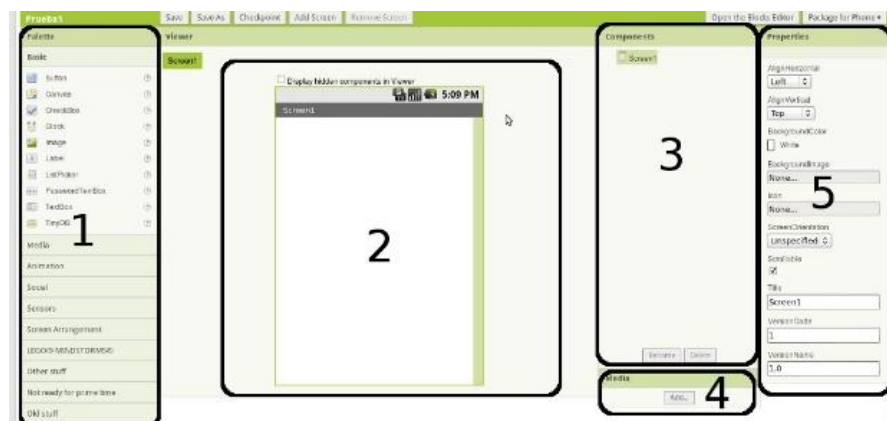 Prueba1
Save
Save As
Checkpoint
Add Screen
Remove Screen
Open the Blocks Editor
Package for Phone
Palette
Basic
Button
Canvas
CheckBox
Clock
Image
Label
ListPicker
PasswordTextBox
TextBox
TinyDB
1
Media
Animation
Social
Sensors
Screen Arrangement
LEGO® MINDSTORMS®
Other stuff
Not ready for prime time
Old stuff
Viewer
Screen1
Display hidden components in Viewer
5:09 PM
Screen1
2
Components
Screen1
3
Rename
Delete
Media
Add...
4
Properties
AlignHorizontal
Left
AlignVertical
Top
BackgroundColor
White
BackgroundImage
None...
Icon
None...
5
ScreenOrientation
Unspecified
Scrollable
Title
Screen1
VersionCode
1
VersionName
1.0